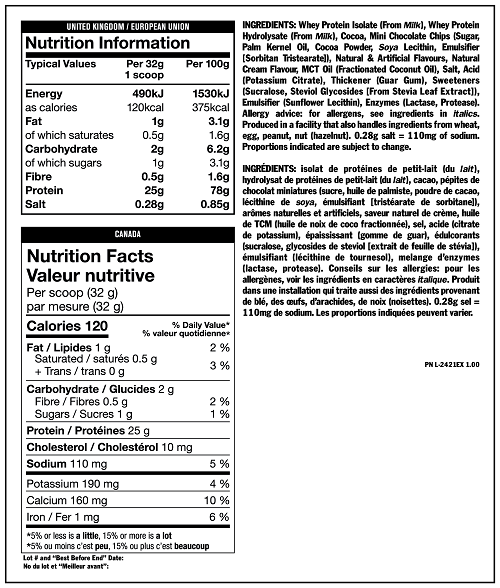 UNITED KINGDOM / EUROPEAN UNION
Nutrition Information
Typical Values Per 32g Per 100g
1 scoop
Energy 490kJ 1530kJ
as calories 120kcal 375kcal
Fat 1g 3.1g
of which saturates 0.5g 1.6g
Carbohydrate 2g 6.2g
of which sugars 1g 3.1g
Fibre 0.5g 1.6g
Protein 25g 78g
Salt 0.28g 0.85g
CANADA
Nutrition Facts
Valeur nutritive
Per scoop (32 g)
par mesure (32 g)
Calories 120 % Daily Value*
% valeur quotidienne*
Fat / Lipides 1 g 2 %
Saturated / saturés 0.5 g
+ Trans / trans 0 g 3 %
Carbohydrate / Glucides 2 g
Fibre / Fibres 0.5 g 2 %
Sugars / Sucres 1 g 1 %
Protein / Protéines 25 g
Cholesterol / Cholestérol 10 mg
Sodium 110 mg 5 %
Potassium 190 mg 4 %
Calcium 160 mg 10 %
Iron / Fer 1 mg 6 %
*5% or less is a little, 15% or more is a lot
*5% ou moins c'est peu, 15% ou plus c'est beaucoup
Lot # and "Best Before End" Date:
No du lot et "Meilleur avant":
INGREDIENTS: Whey Protein Isolate (From Milk), Whey Protein
Hydrolysate (From Milk), Cocoa, Mini Chocolate Chips (Sugar,
Palm Kernel Oil, Cocoa Powder, Soya Lecithin, Emulsifier
[Sorbitan Tristearate]), Natural & Artificial Flavours, Natural
Cream Flavour, MCT Oil (Fractionated Coconut Oil), Salt, Acid
(Potassium Citrate), Thickener (Guar Gum), Sweeteners
(Sucralose, Steviol Glycosides [From Stevia Leaf Extract]),
Emulsifier (Sunflower Lecithin), Enzymes (Lactase, Protease).
Allergy advice: for allergens, see ingredients in italics.
Produced in a facility that also handles ingredients from wheat,
egg, peanut, nut (hazelnut). 0.28g salt = 110mg of sodium.
Proportions indicated are subject to change.
INGRÉDIENTS: isolat de protéines de petit-lait (du lait),
hydrolysat de protéines de petit-lait (du lait), cacao, pépites de
chocolat miniatures (sucre, huile de palmiste, poudre de cacao,
lécithine de soya, émulsifiant [tristéarate de sorbitane]),
arômes naturelles et artificiels, saveur naturel de crème, huile
de TCM (huile de noix de coco fractionnée), sel, acide (citrate
de potassium), épaississant (gomme de guar), édulcorants
(sucralose, glycosides de steviol [extrait de feuille de stévia]),
émulsifiant (lécithine de tournesol), melange d'enzymes
(lactase, protease). Conseils sur les allergies: pour les
allergènes, voir les ingrédients en caractères italique. Produit
dans une installation qui traite aussi des ingrédients provenant
de blé, des œufs, d'arachides, de noix (noisettes). 0.28g sel =
110mg de sodium. Les proportions indiquées peuvent varier.
PN L-2421EX 1.00